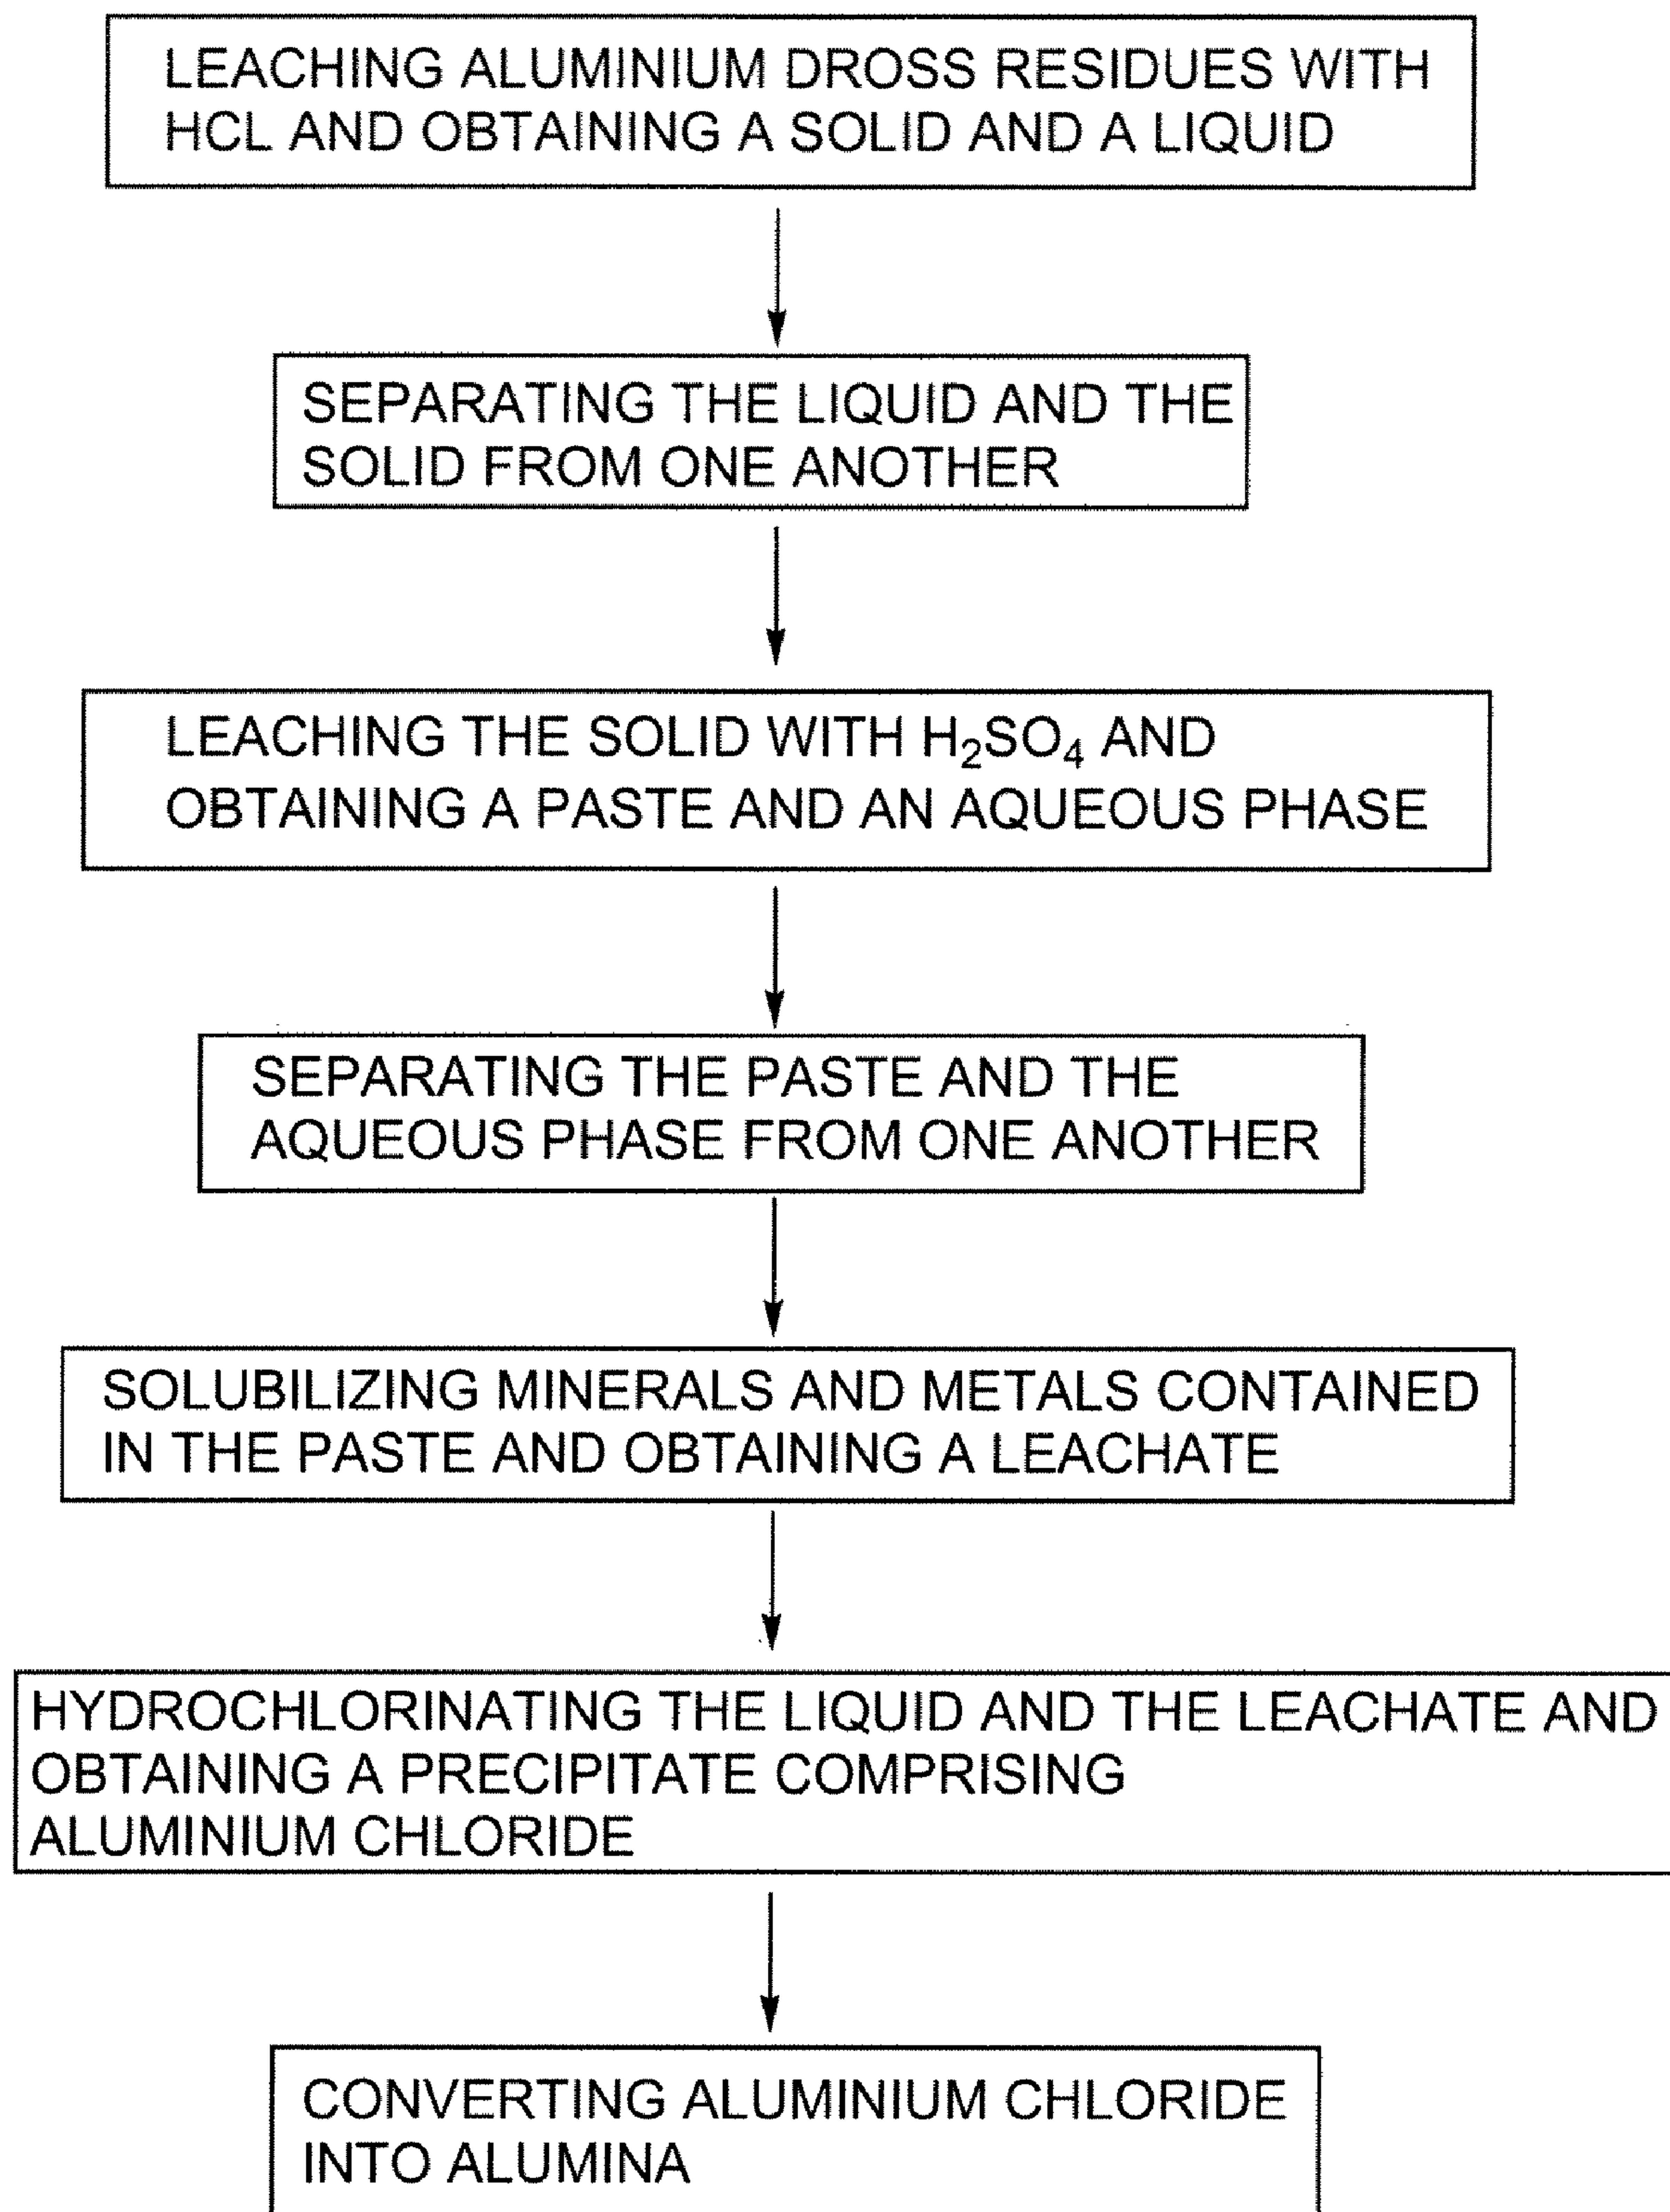 LEACHING ALUMINIUM DROSS RESIDUES WITH
HCL AND OBTAINING A SOLID AND A LIQUID
SEPARATING THE LIQUID AND THE
SOLID FROM ONE ANOTHER
LEACHING THE SOLID WITH H₂SO₄ AND
OBTAINING A PASTE AND AN AQUEOUS PHASE
SEPARATING THE PASTE AND THE
AQUEOUS PHASE FROM ONE ANOTHER
SOLUBILIZING MINERALS AND METALS CONTAINED
IN THE PASTE AND OBTAINING A LEACHATE
HYDROCHLORINATING THE LIQUID AND THE LEACHATE AND
OBTAINING A PRECIPITATE COMPRISING
ALUMINIUM CHLORIDE
CONVERTING ALUMINIUM CHLORIDE
INTO ALUMINA